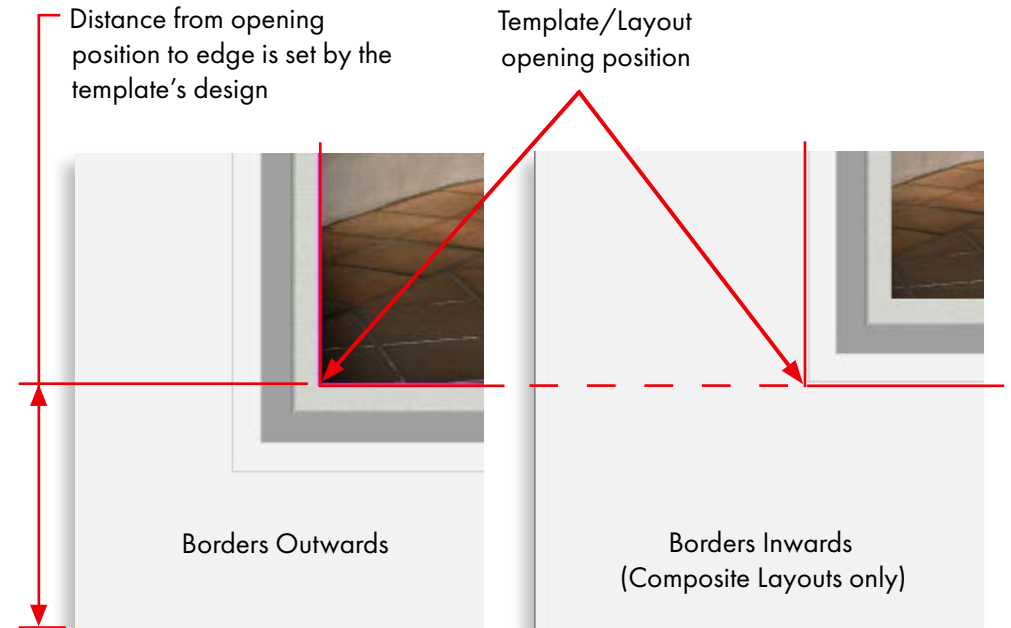 Distance from opening
position to edge is set by the
template's design
Template/Layout
opening position
Borders Outwards
Borders Inwards
(Composite Layouts only)